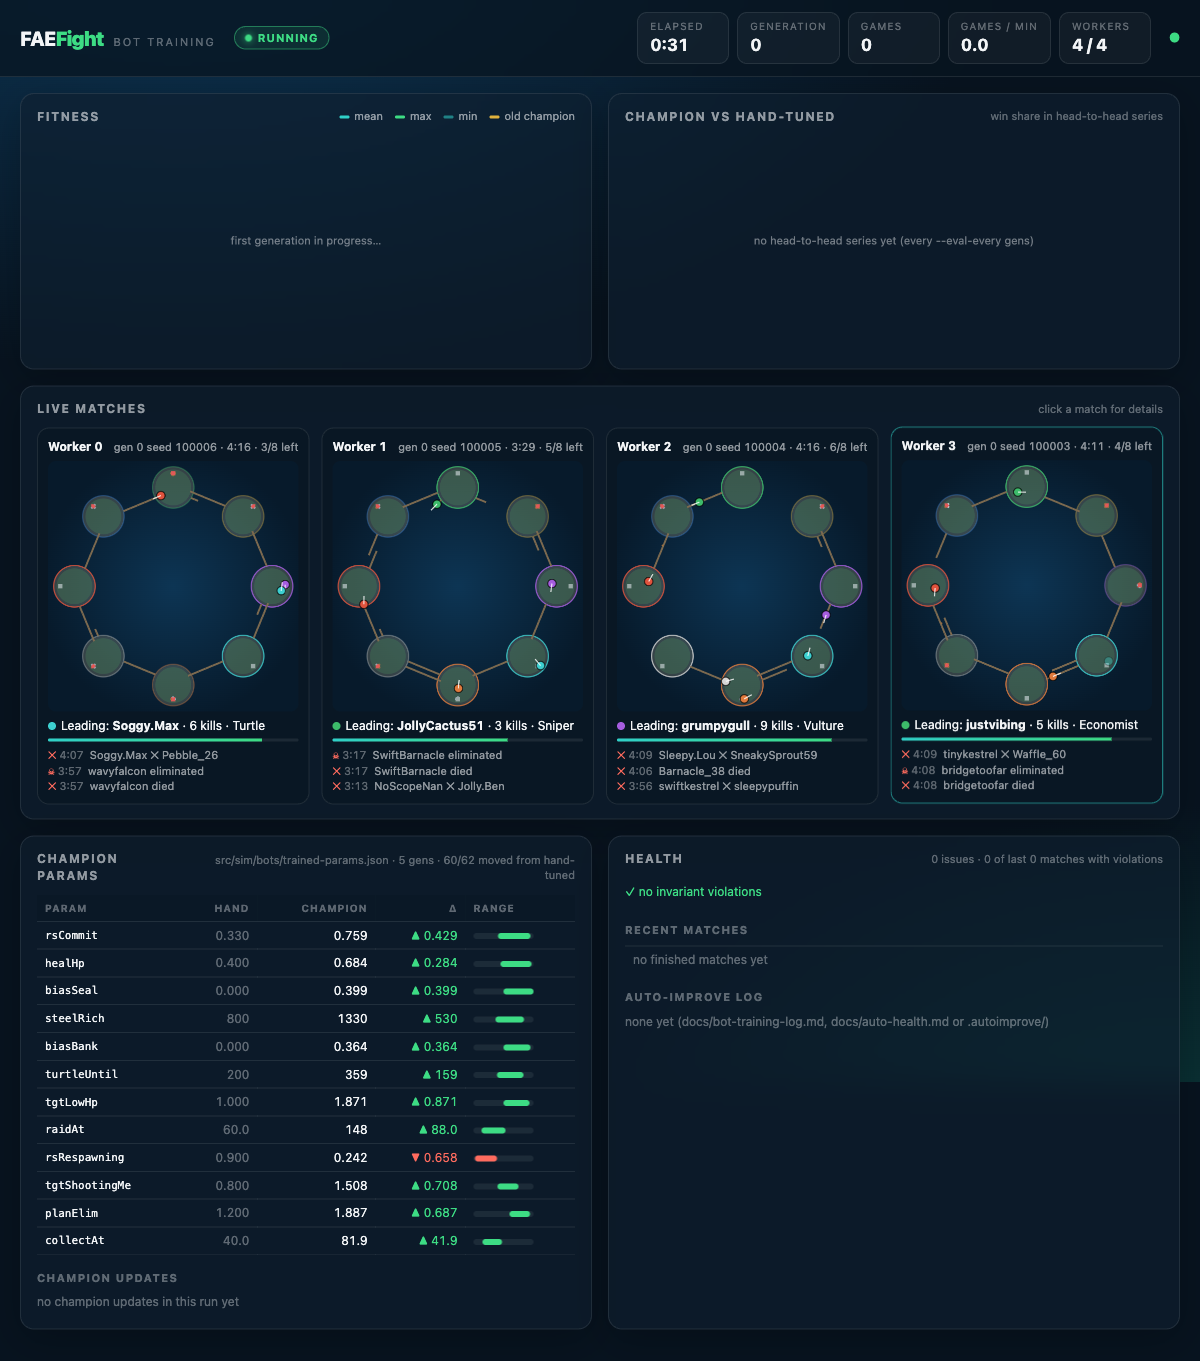 FAEFight BOT TRAINING RUNNING
ELAPSED
0:31
GENERATION
0
GAMES
0
GAMES / MIN
0.0
WORKERS
4 / 4
FITNESS mean max min old champion
first generation in progress...
CHAMPION VS HAND-TUNED win share in head-to-head series
no head-to-head series yet (every --eval-every gens)
LIVE MATCHES click a match for details
Worker 0 gen 0 seed 100006 · 4:16 · 3/8 left
Leading: Soggy.Max · 6 kills · Turtle
4:07 Soggy.Max ⚔ Pebble_26
3:57 wavyfalcon eliminated
3:57 wavyfalcon died
Worker 1 gen 0 seed 100005 · 3:29 · 5/8 left
Leading: JollyCactus51 · 3 kills · Sniper
3:17 SwiftBarnacle eliminated
3:17 SwiftBarnacle died
3:13 NoScopeNan ⚔ Jolly.Ben
Worker 2 gen 0 seed 100004 · 4:16 · 6/8 left
Leading: grumpygull · 9 kills · Vulture
4:09 Sleepy.Lou ⚔ SneakySprout59
4:06 Barnacle_38 died
3:56 swiftkestrel ⚔ sleepypuffin
Worker 3 gen 0 seed 100003 · 4:11 · 4/8 left
Leading: justvibing · 5 kills · Economist
4:09 tinykestrel ⚔ Waffle_60
4:08 bridgetoofar eliminated
4:08 bridgetoofar died
CHAMPION PARAMS
src/sim/bots/trained-params.json · 5 gens · 60/62 moved from hand-
tuned
PARAM HAND CHAMPION Δ RANGE
rsCommit 0.330 0.759 ▲ 0.429
healHp 0.400 0.684 ▲ 0.284
biasSeal 0.000 0.399 ▲ 0.399
steelRich 800 1330 ▲ 530
biasBank 0.000 0.364 ▲ 0.364
turtleUntil 200 359 ▲ 159
tgtLowHp 1.000 1.871 ▲ 0.871
raidAt 60.0 148 ▲ 88.0
rsRespawning 0.900 0.242 ▼ 0.658
tgtShootingMe 0.800 1.508 ▲ 0.708
planElim 1.200 1.887 ▲ 0.687
collectAt 40.0 81.9 ▲ 41.9
CHAMPION UPDATES
no champion updates in this run yet
HEALTH 0 issues · 0 of last 0 matches with violations
✓ no invariant violations
RECENT MATCHES
no finished matches yet
AUTO-IMPROVE LOG
none yet (docs/bot-training-log.md, docs/auto-health.md or .autoimprove/)